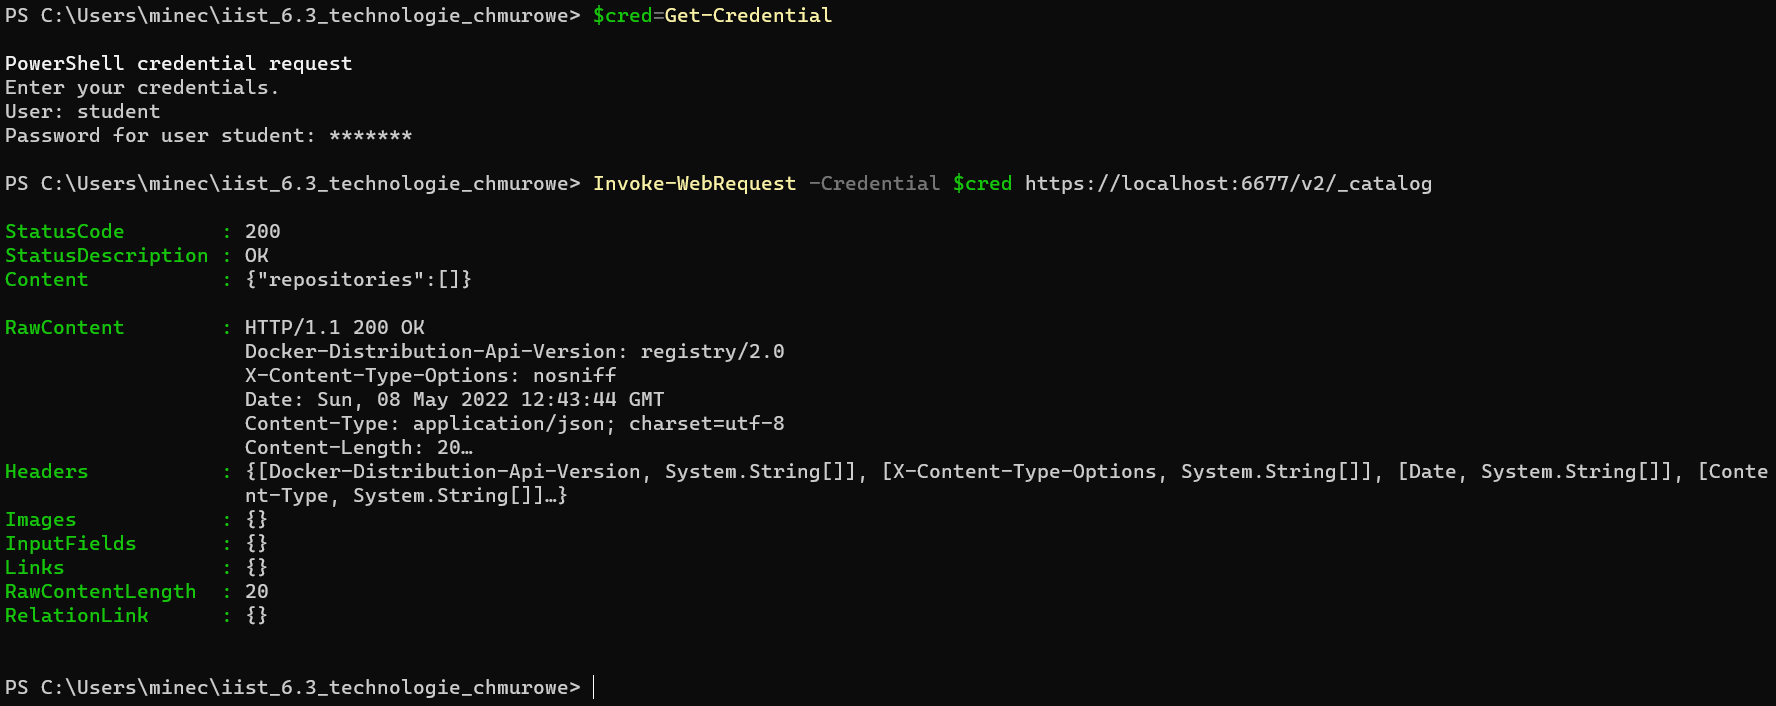 PS C:\Users\minec\iist_6.3_technologie_chmurowe> $cred=Get-Credential
PowerShell credential request
Enter your credentials.
User: student
Password for user student: *******
PS C:\Users\minec\iist_6.3_technologie_chmurowe> Invoke-WebRequest -Credential $cred https://localhost:6677/v2/_catalog
StatusCode        : 200
StatusDescription : OK
Content           : {"repositories":[]}
RawContent        : HTTP/1.1 200 OK
                    Docker-Distribution-Api-Version: registry/2.0
                    X-Content-Type-Options: nosniff
                    Date: Sun, 08 May 2022 12:43:44 GMT
                    Content-Type: application/json; charset=utf-8
                    Content-Length: 20…
Headers           : {[Docker-Distribution-Api-Version, System.String[]], [X-Content-Type-Options, System.String[]], [Date, System.String[]], [Conte
                    nt-Type, System.String[]]…}
Images            : {}
InputFields       : {}
Links             : {}
RawContentLength  : 20
RelationLink      : {}
PS C:\Users\minec\iist_6.3_technologie_chmurowe>